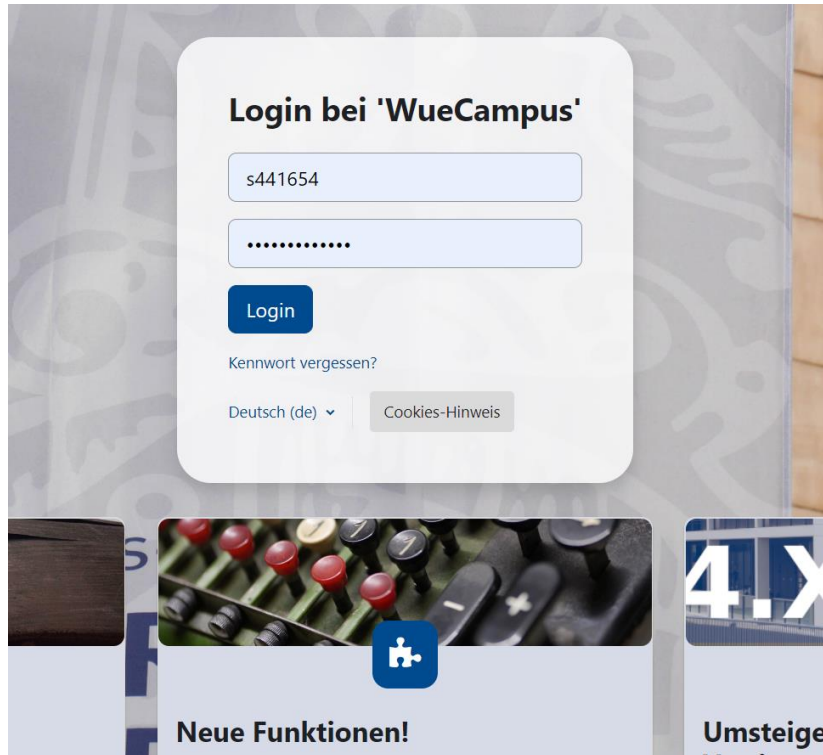 Login bei 'WueCampus'
s441654
•••••••••••••
Login
Kennwort vergessen?
Deutsch (de)
Cookies-Hinweis
4.X
Neue Funktionen!
Umsteige